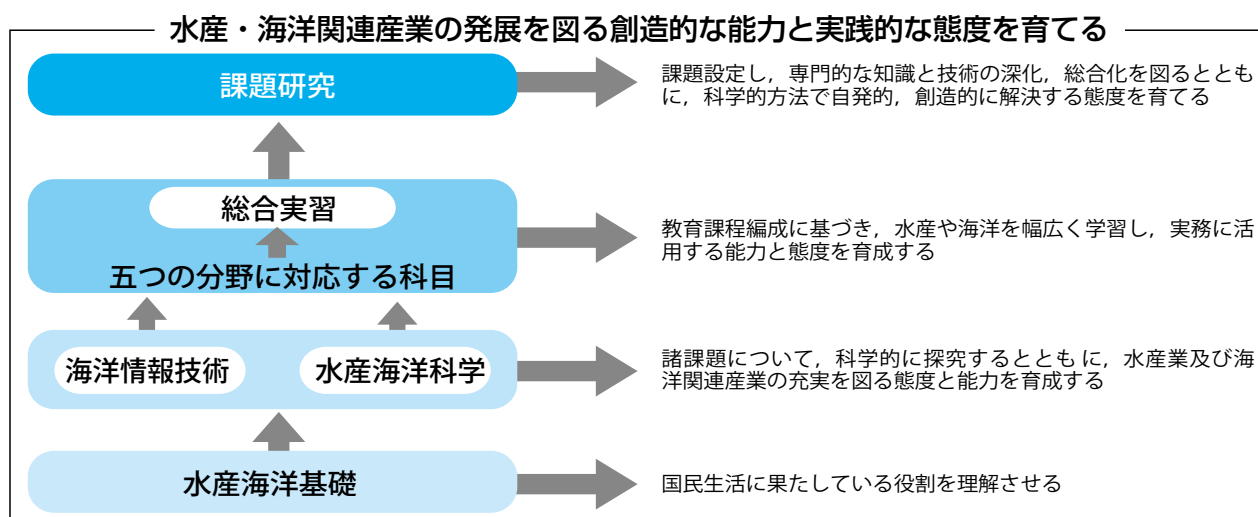 水産・海洋関連産業の発展を図る創造的な能力と実践的な態度を育てる
課題研究
課題設定し，専門的な知識と技術の深化，総合化を図るととも
に，科学的方法で自発的，創造的に解決する態度を育てる
総合実習
五つの分野に対応する科目
教育課程編成に基づき，水産や海洋を幅広く学習し，実務に活
用する能力と態度を育成する
海洋情報技術
水産海洋科学
諸課題について，科学的に探究するとともに，水産業及び海
洋関連産業の充実を図る態度と能力を育成する
水産海洋基礎
国民生活に果たしている役割を理解させる